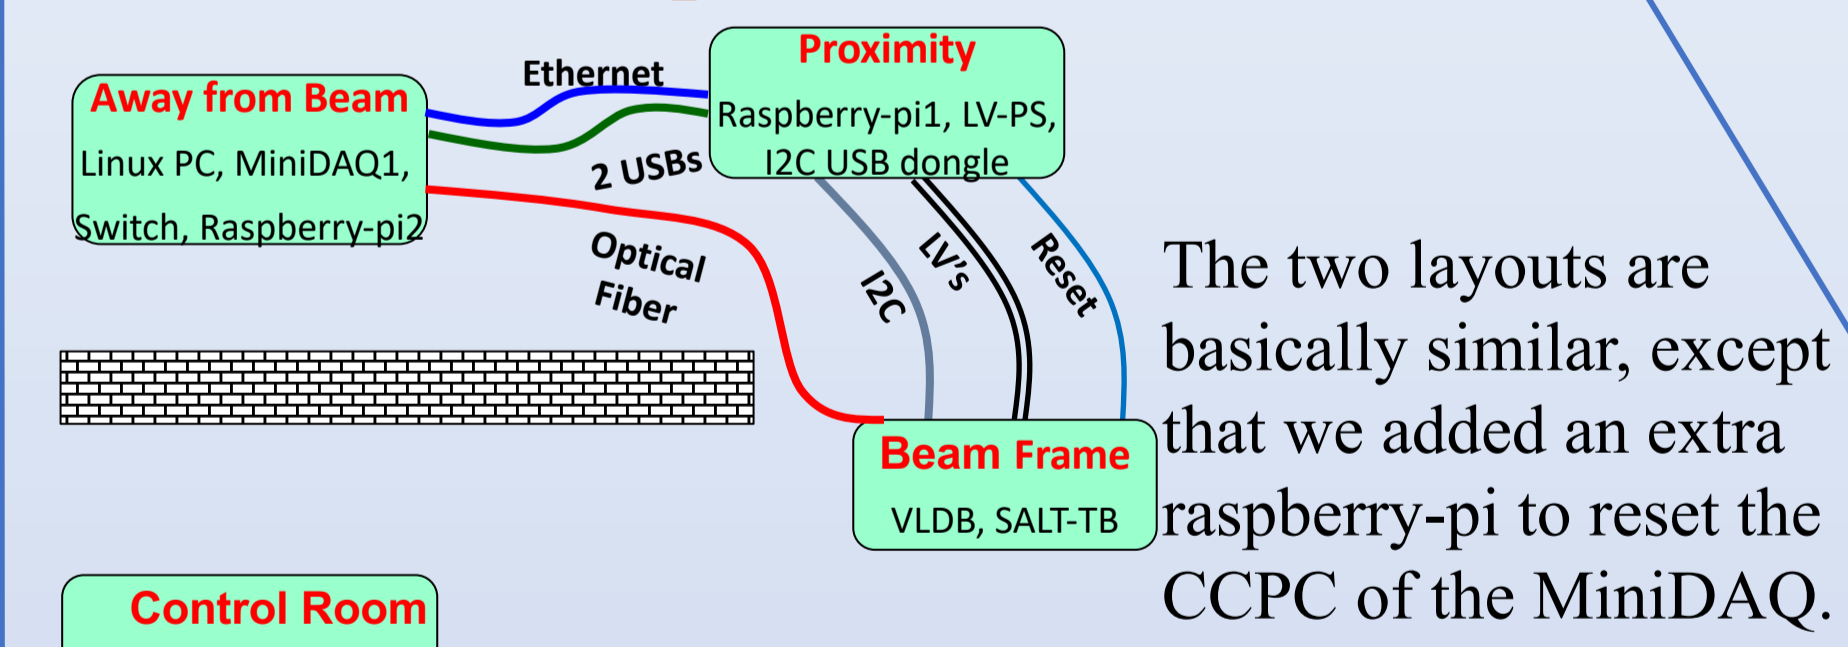 Proximity
Raspberry-pi1, LV-PS,
I2C USB dongle
Ethernet
2 USBs
Away from Beam
Linux PC, MiniDAQ1,
Switch, Raspberry-pi2
Optical
Fiber
I2C
LV's
Reset
Beam Frame
VLDB, SALT-TB
Control Room
The two layouts are
basically similar, except
that we added an extra
raspberry-pi to reset the
CCPC of the MiniDAQ.